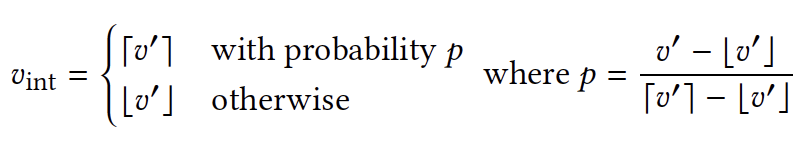 v_int = { ⌈v′⌉ with probability p
⌊v′⌋ otherwise
where p = (v′ − ⌊v′⌋) / (⌈v′⌉ − ⌊v′⌋)